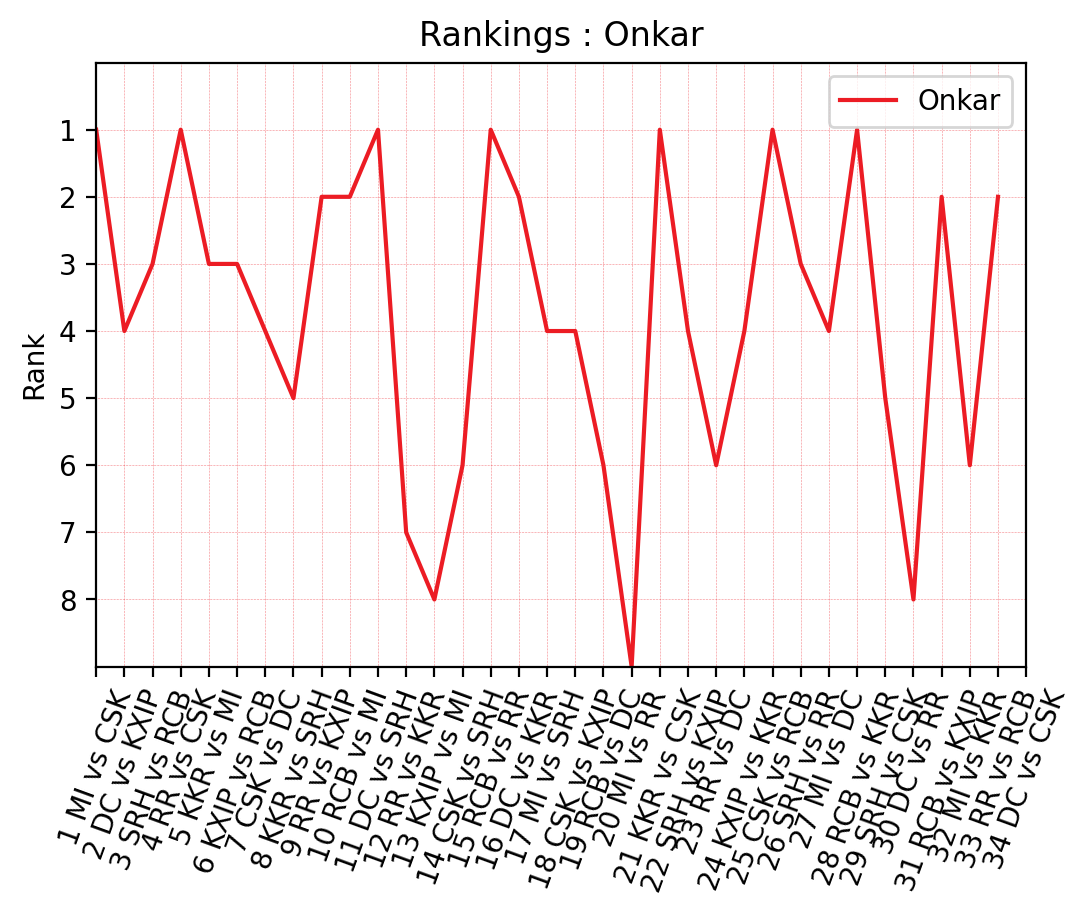 Rankings : Onkar
Onkar
Rank
1
2
3
4
5
6
7
8
1 MI vs CSK
2 DC vs KXIP
3 SRH vs RCB
4 RR vs CSK
5 KKR vs MI
6 KXIP vs RCB
7 CSK vs DC
8 KKR vs SRH
9 RR vs KXIP
10 RCB vs MI
11 DC vs SRH
12 RR vs KKR
13 KXIP vs MI
14 CSK vs SRH
15 RCB vs RR
16 DC vs KKR
17 MI vs SRH
18 CSK vs KXIP
19 RCB vs DC
20 MI vs RR
21 KKR vs CSK
22 SRH vs KXIP
23 RR vs DC
24 KXIP vs KKR
25 CSK vs RCB
26 SRH vs RR
27 MI vs DC
28 RCB vs KKR
29 SRH vs CSK
30 DC vs RR
31 RCB vs KXIP
32 MI vs KKR
33 RR vs RCB
34 DC vs CSK